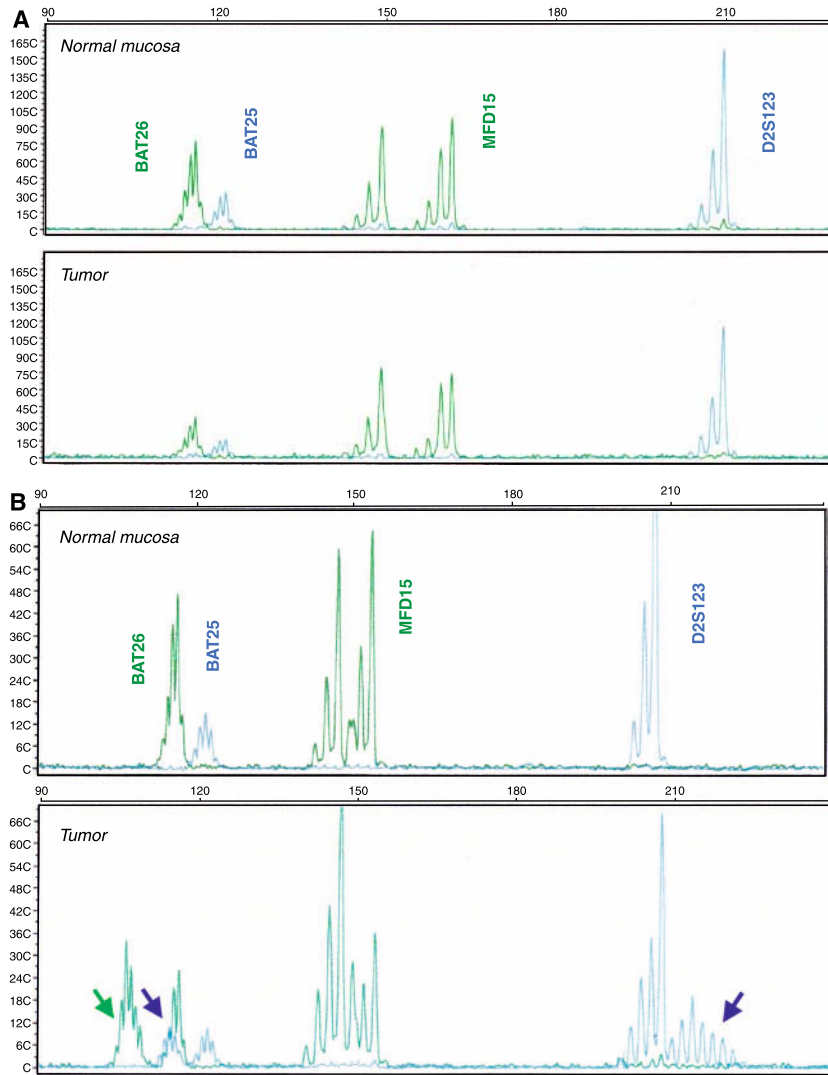 A
90 120 150 180 210
Normal mucosa
165C
150C
135C
120C
105C
90C
75C
60C
45C
30C
15C
C
BAT26
BAT25
MFD15
D2S123
Tumor
165C
150C
135C
120C
105C
90C
75C
60C
45C
30C
15C
C
B
90 120 150 180 210
Normal mucosa
66C
60C
54C
48C
42C
36C
30C
24C
18C
12C
6C
C
BAT26
BAT25
MFD15
D2S123
90 120 150 180 210
Tumor
66C
60C
54C
48C
42C
36C
30C
24C
18C
12C
6C
C